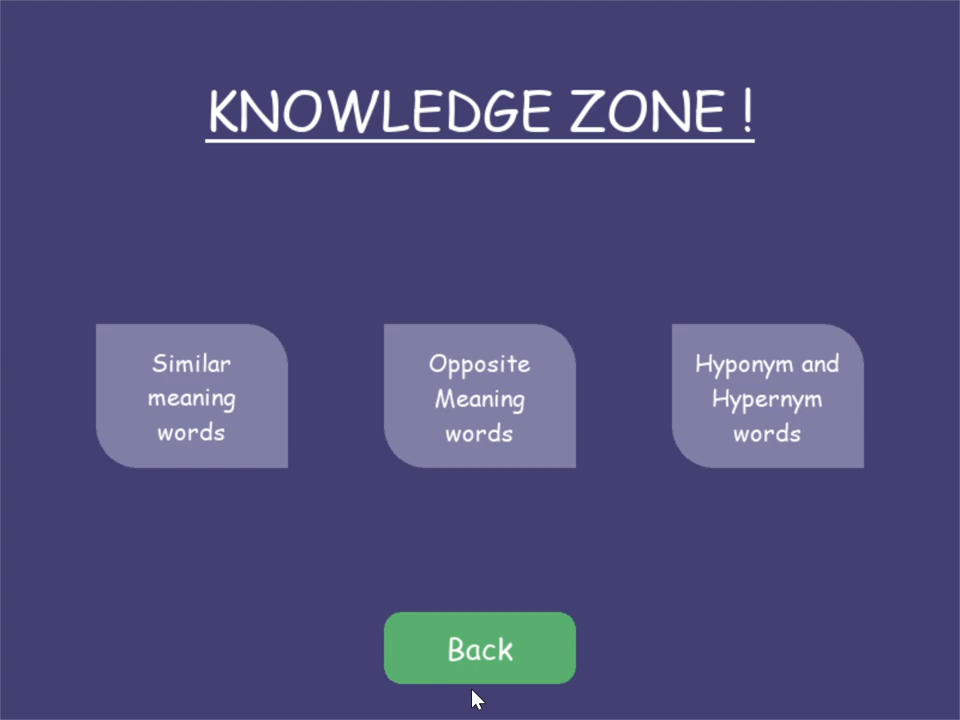 KNOWLEDGE ZONE !
Similar
meaning
words
Opposite
Meaning
words
Hyponym and
Hypernym
words
Back